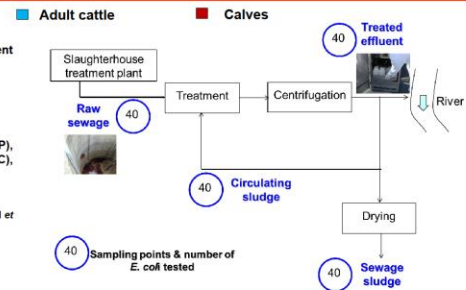 Adult cattle
Calves
Slaughterhouse
treatment plant
Raw
sewage
40
Treatment
Centrifugation
40
Treated
effluent
River
P),
C),
40
Circulating
sludge
et
Drying
40
Sampling points & number of
E. coli tested
40
Sewage
sludge